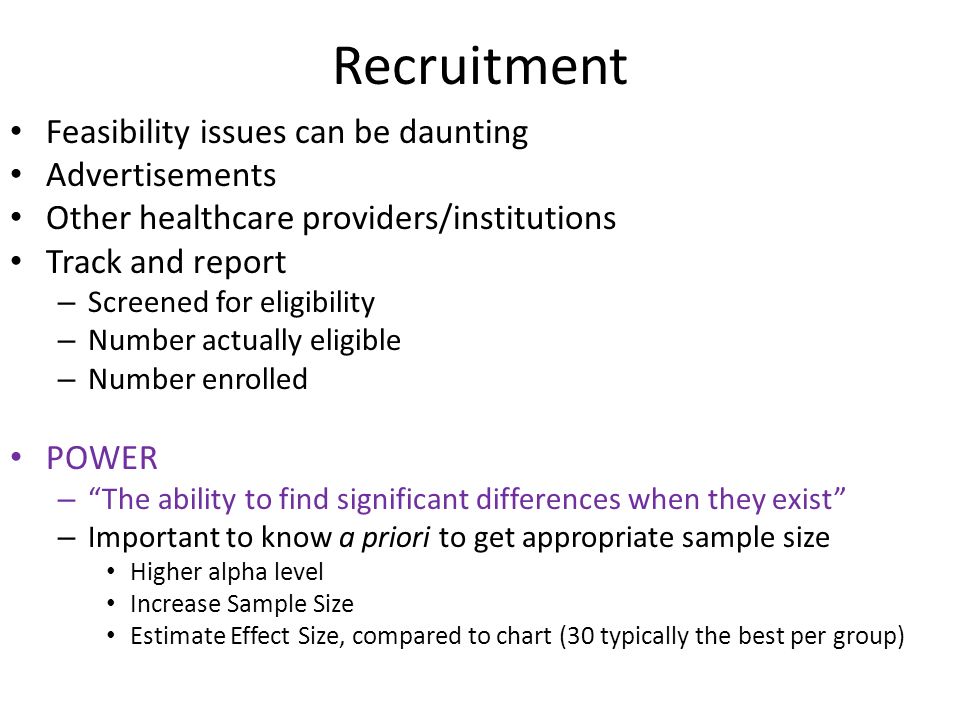 Recruitment
• Feasibility issues can be daunting
• Advertisements
• Other healthcare providers/institutions
• Track and report
– Screened for eligibility
– Number actually eligible
– Number enrolled
• POWER
– “The ability to find significant differences when they exist”
– Important to know a priori to get appropriate sample size
• Higher alpha level
• Increase Sample Size
• Estimate Effect Size, compared to chart (30 typically the best per group)